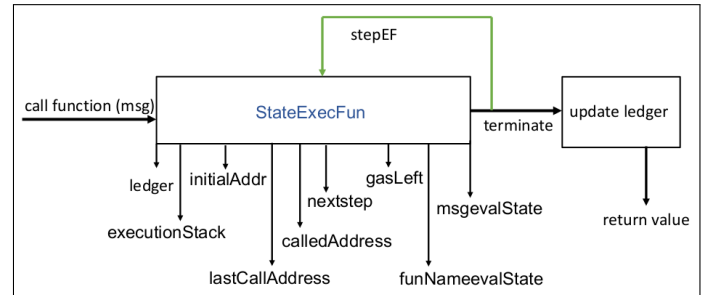 stepEF
call function (msg)
StateExecFun
update ledger
terminate
ledger
initialAddr
gasLeft
nextstep
msgevalState
return value
executionStack
calledAddress
lastCallAddress
funNameevalState